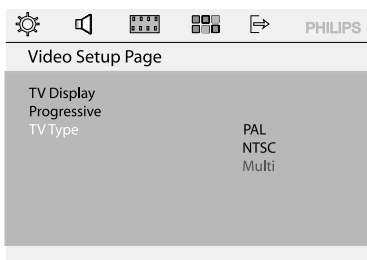 PHILIPS
Video Setup Page
TV Display
Progressive
TV Type
PAL
NTSC
Multi